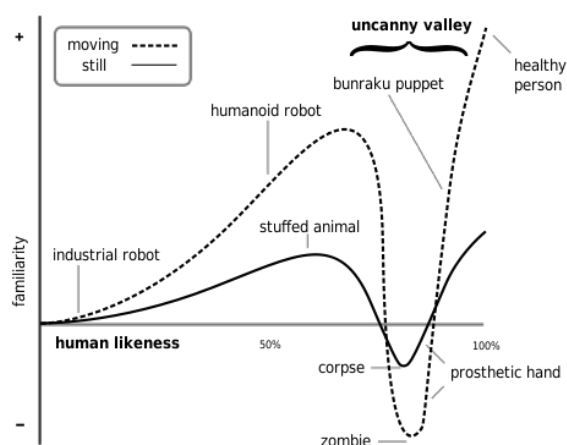 +
uncanny valley
moving
still
healthy
person
bunraku puppet
humanoid robot
stuffed animal
industrial robot
familiarity
human likeness
50%
100%
corpse
prosthetic hand
–
zombie